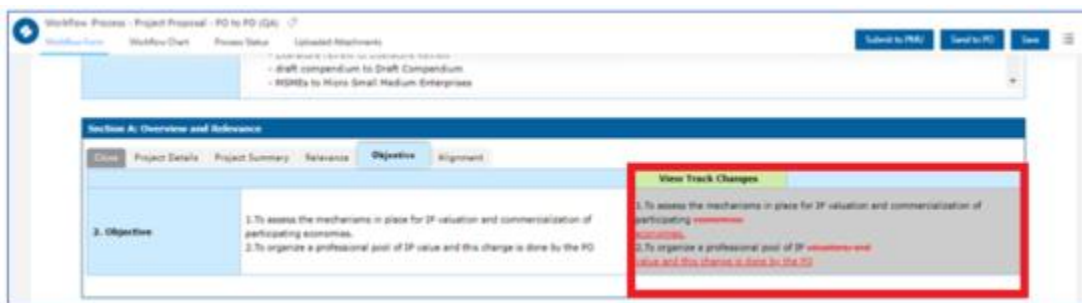 Workflow Process - Project Proposal - PO to PD (QA)
Workflow Form Workflow Chart Process Status Uploaded Attachments
Submit to PMU Send to PO Save
- Literature review to Literature Review
- draft compendium to Draft Compendium
- MSMEs to Micro Small Medium Enterprises
Section A: Overview and Relevance
Close Project Details Project Summary Relevance Objective Alignment
View Track Changes
2. Objective
1.To assess the mechanisms in place for IP valuation and commercialization of
participating economies.
2.To organize a professional pool of IP value and this change is done by the PO
1.To assess the mechanisms in place for IP valuation and commercialization of
participating economies
economies.
2.To organize a professional pool of IP valuators and
value and this change is done by the PO